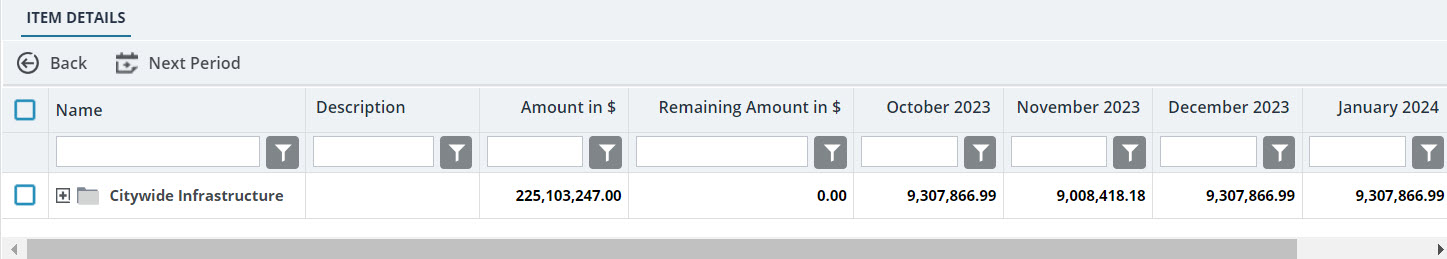 ITEM DETAILS
Back Next Period
Name Description Amount in $ Remaining Amount in $ October 2023 November 2023 December 2023 January 2024
Citywide Infrastructure 225,103,247.00 0.00 9,307,866.99 9,008,418.18 9,307,866.99 9,307,866.99